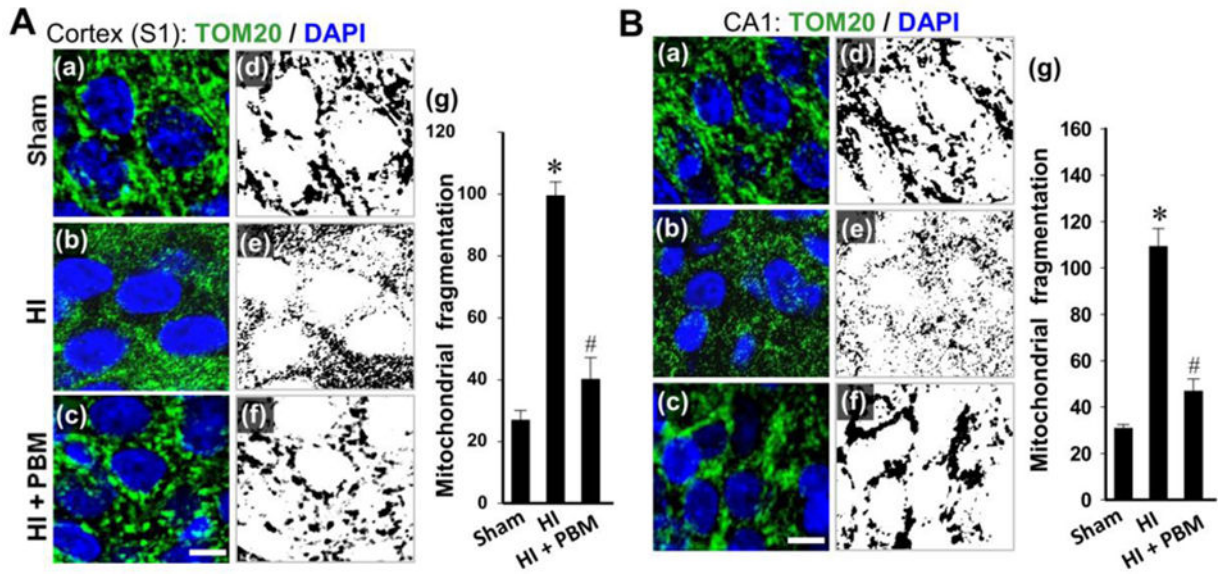 A
Cortex (S1): TOM20 / DAPI
(a)
(d)
Sham
(b)
(e)
HI
(c)
(f)
HI + PBM
(g)
120
100
80
60
40
20
0
Mitochondrial fragmentation
*
#
Sham
HI
HI + PBM
B
CA1: TOM20 / DAPI
(a)
(d)
(b)
(e)
(c)
(f)
(g)
160
140
120
100
80
60
40
20
0
Mitochondrial fragmentation
*
#
Sham
HI
HI + PBM